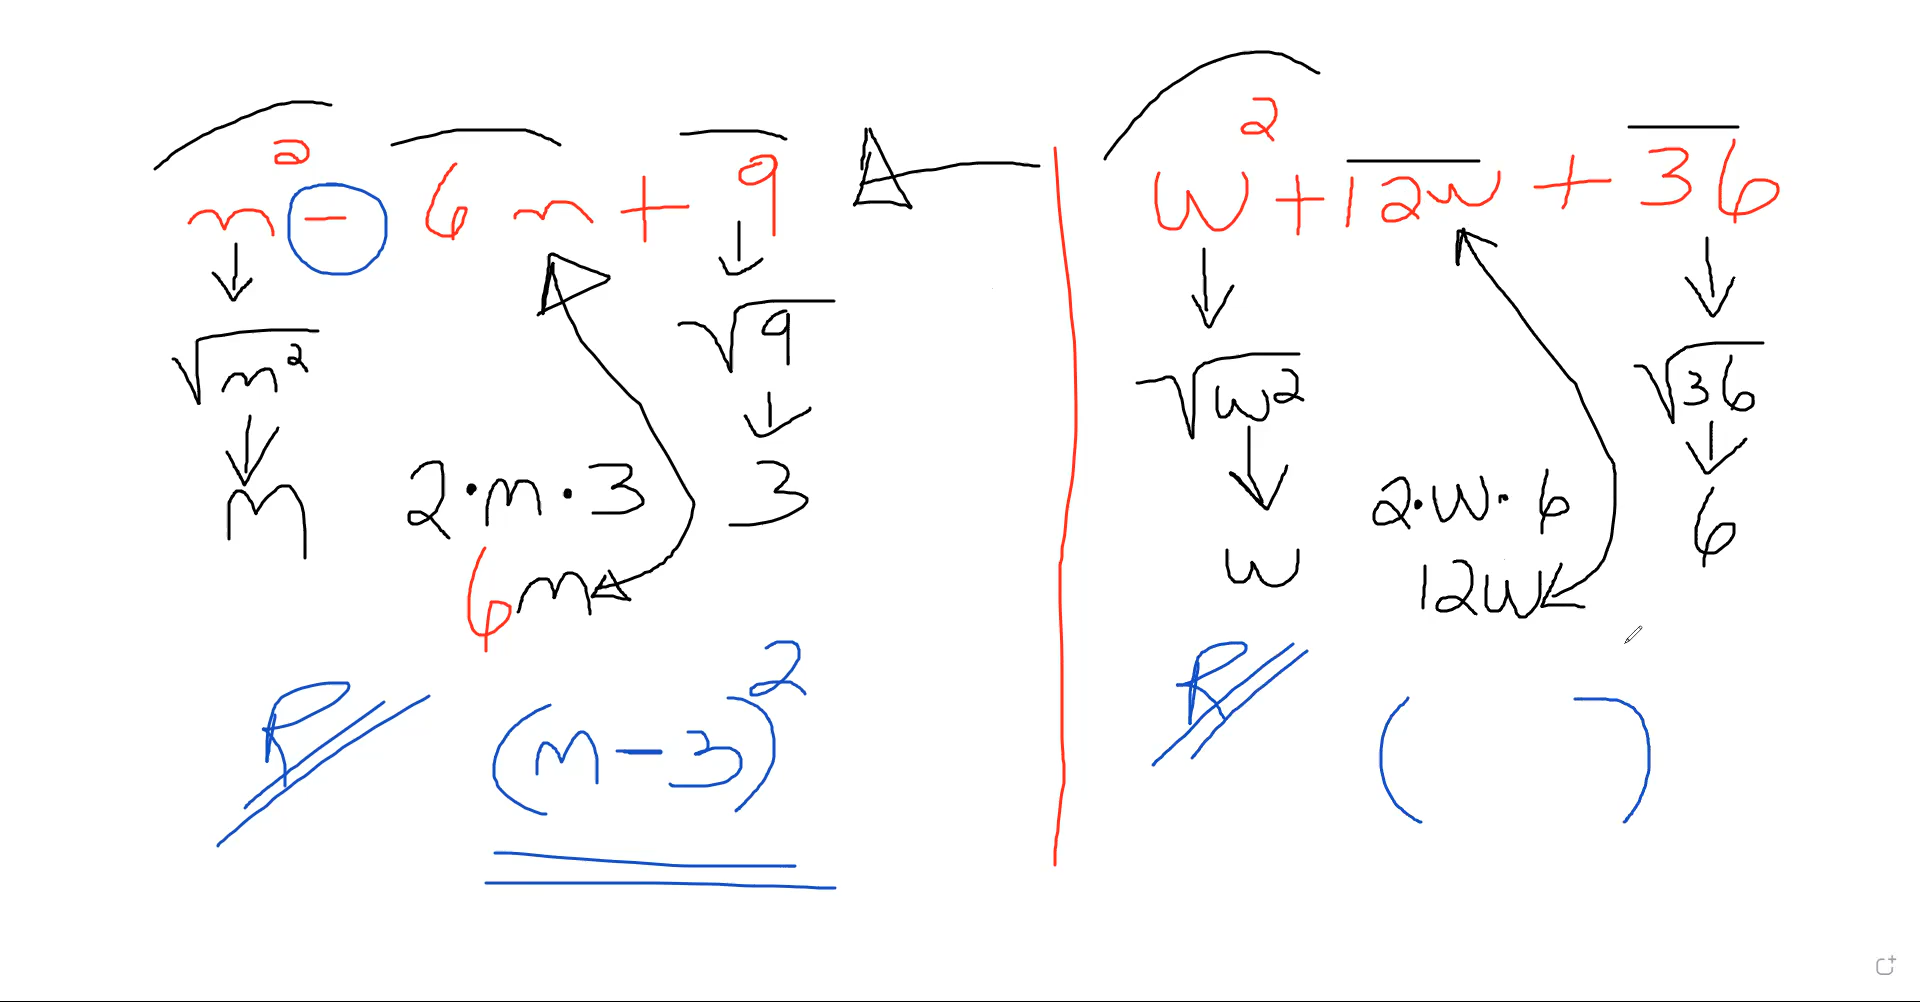 m² - 6m + 9
√m² √9
m 2·m·3 3
6m
R (m - 3)²
w² + 12w + 36
√w² √36
2·w·6 6
w 12w
R ( )